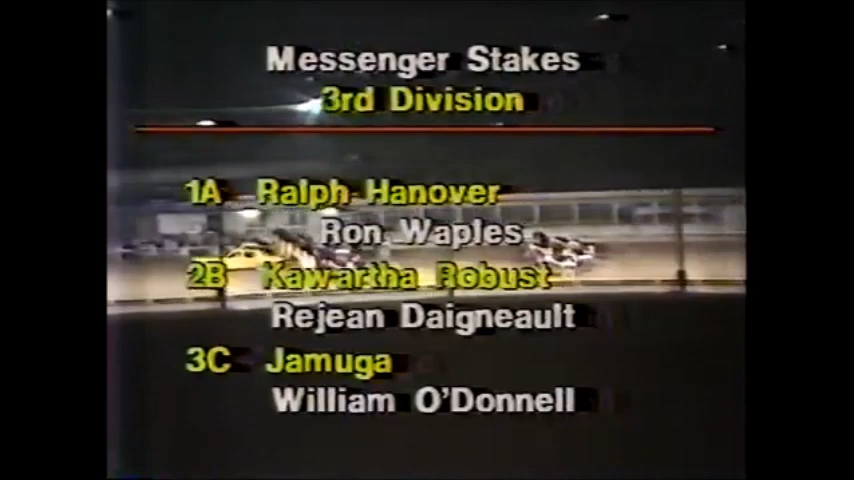 Messenger Stakes
3rd Division
1A Ralph Hanover
Ron Waples
2B Kawartha Robust
Rejean Daigneault
3C Jamuga
William O'Donnell